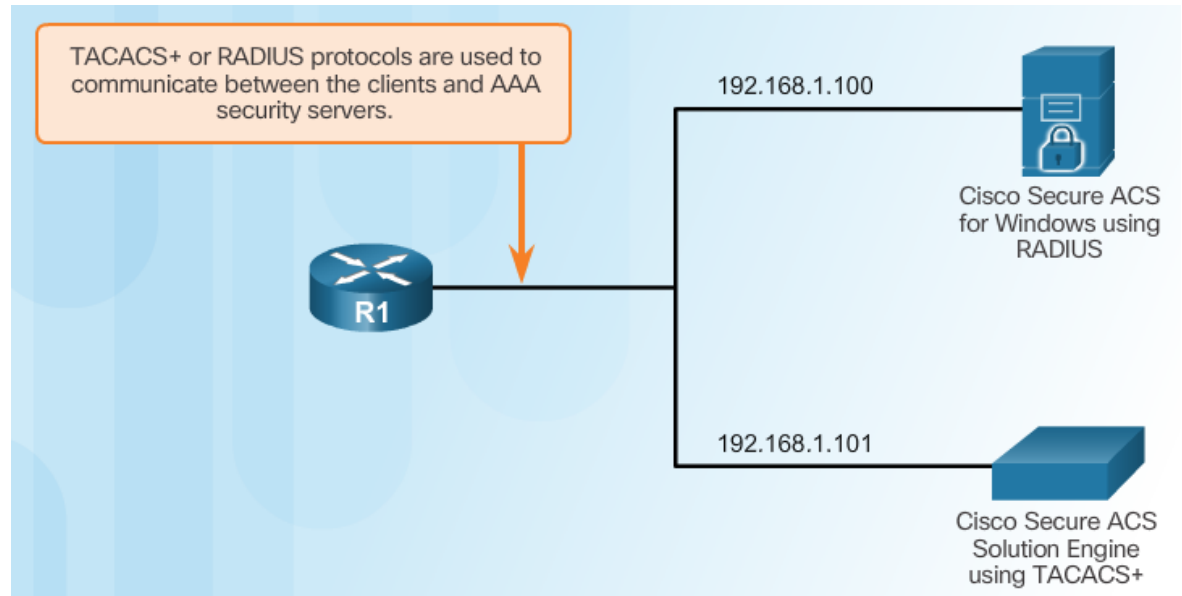 TACACS+ or RADIUS protocols are used to
communicate between the clients and AAA
security servers.
192.168.1.100
Cisco Secure ACS
for Windows using
RADIUS
R1
192.168.1.101
Cisco Secure ACS
Solution Engine
using TACACS+